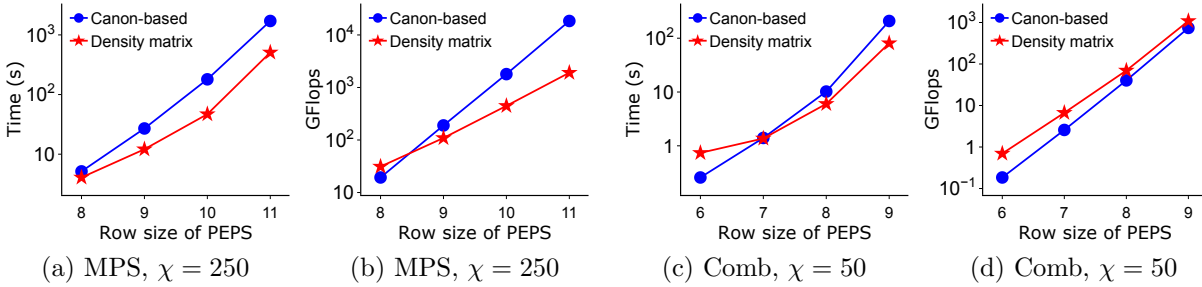 Time (s)
10³
10²
10
Canon-based
Density matrix
8 9 10 11
Row size of PEPS
(a) MPS, χ = 250
GFlops
10⁴
10³
10²
10
Canon-based
Density matrix
8 9 10 11
Row size of PEPS
(b) MPS, χ = 250
Time (s)
10²
10
1
Canon-based
Density matrix
6 7 8 9
Row size of PEPS
(c) Comb, χ = 50
GFlops
10³
10²
10
1
10⁻¹
Canon-based
Density matrix
6 7 8 9
Row size of PEPS
(d) Comb, χ = 50